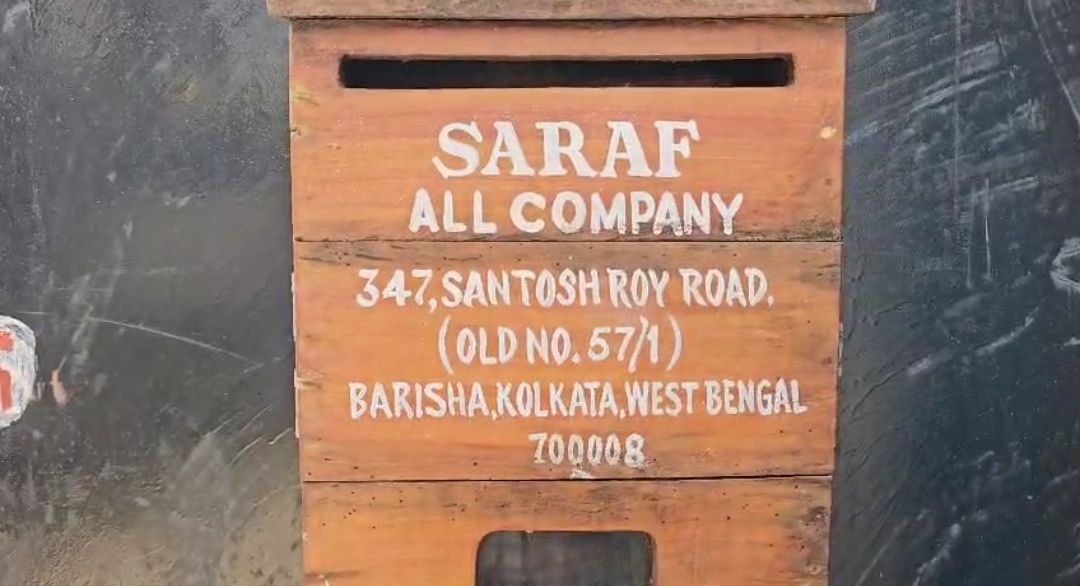 SARAF
ALL COMPANY
347,SANTOSH ROY ROAD.
(OLD NO. 57/1)
BARISHA,KOLKATA,WEST BENGAL
700008